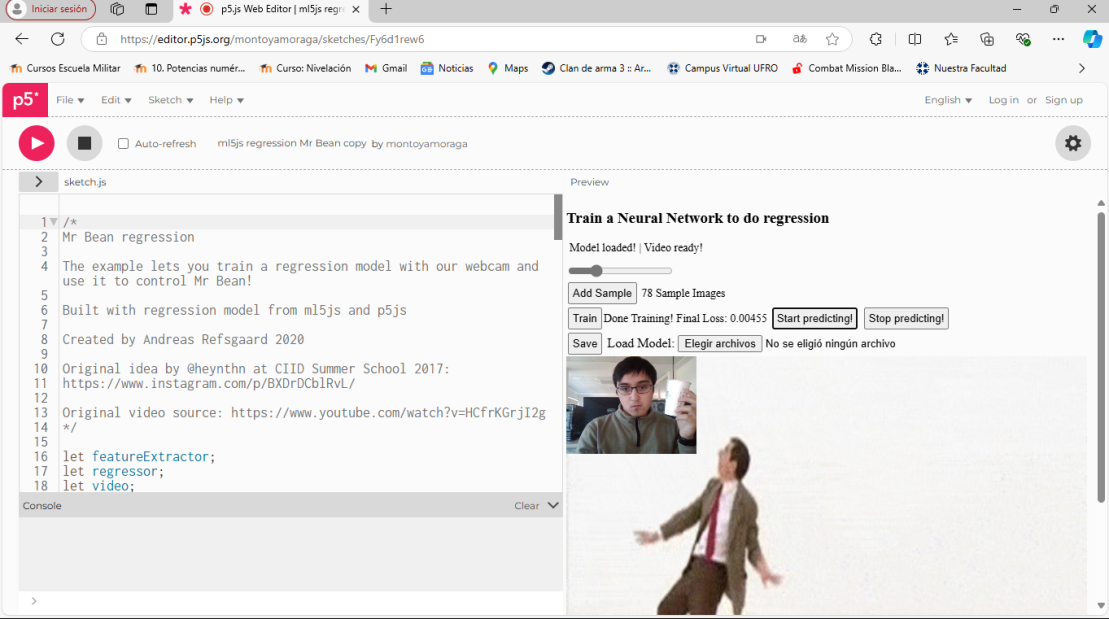 Iniciar sesión
p5.js Web Editor | ml5js regre
https://editor.p5js.org/montoyamoraga/sketches/Fy6d1rew6
Cursos Escuela Militar
10. Potencias numér...
Curso: Nivelación
Gmail
Noticias
Maps
Clan de arma 3 :: Ar...
Campus Virtual UFRO
Combat Mission Bla...
Nuestra Facultad
p5*
File
Edit
Sketch
Help
English
Log in or Sign up
Auto-refresh
ml5js regression Mr Bean copy by montoyamoraga
sketch.js
Preview
1 /*
2 Mr Bean regression
3
4 The example lets you train a regression model with our webcam and
use it to control Mr Bean!
5
6 Built with regression model from ml5js and p5js
7
8 Created by Andreas Refsgaard 2020
9
10 Original idea by @heynthn at CIID Summer School 2017:
11 https://www.instagram.com/p/BXDrDCblRvL/
12
13 Original video source: https://www.youtube.com/watch?v=HCfrKGrjI2g
14 */
15
16 let featureExtractor;
17 let regressor;
18 let video;
Console
Clear
Train a Neural Network to do regression
Model loaded! | Video ready!
Add Sample 78 Sample Images
Train Done Training! Final Loss: 0.00455 Start predicting! Stop predicting!
Save Load Model: Elegir archivos No se eligió ningún archivo